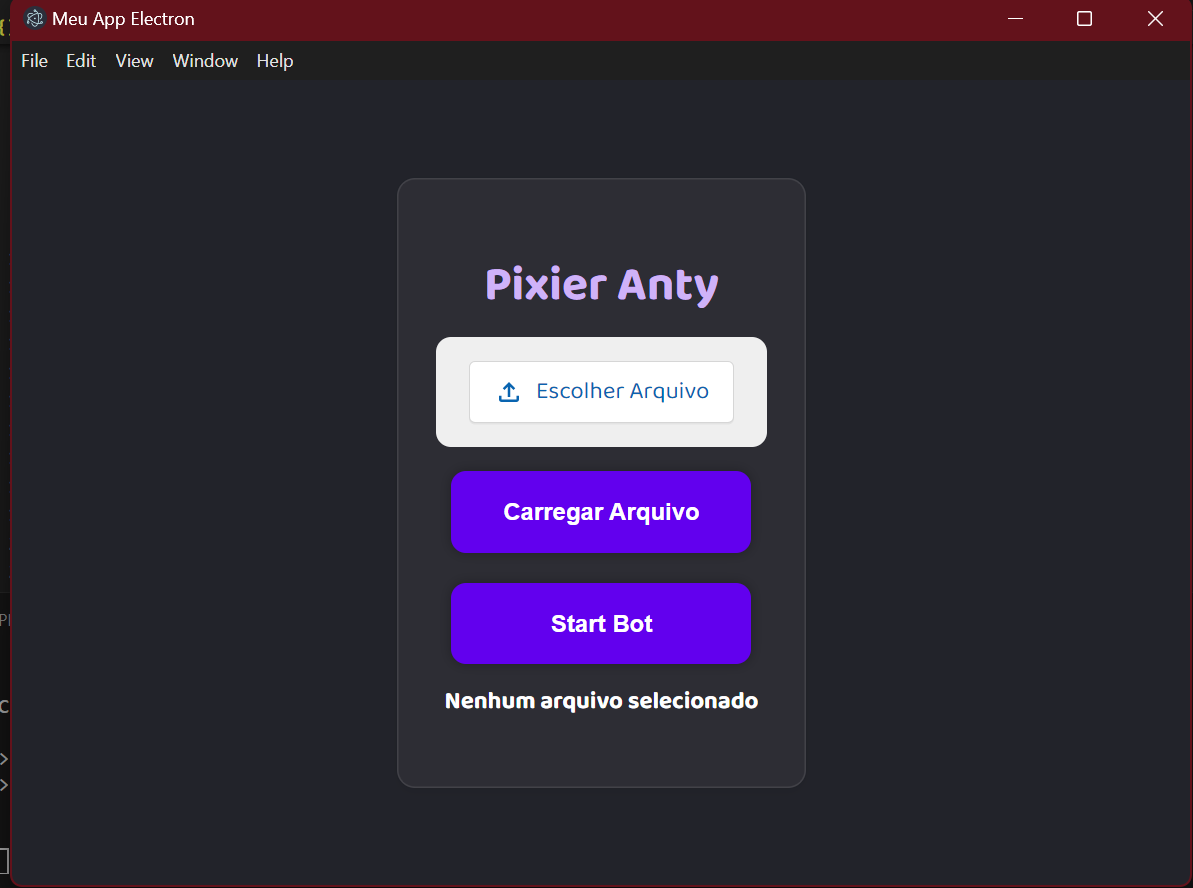 Meu App Electron
File Edit View Window Help
Pixier Anty
Escolher Arquivo
Carregar Arquivo
Start Bot
Nenhum arquivo selecionado